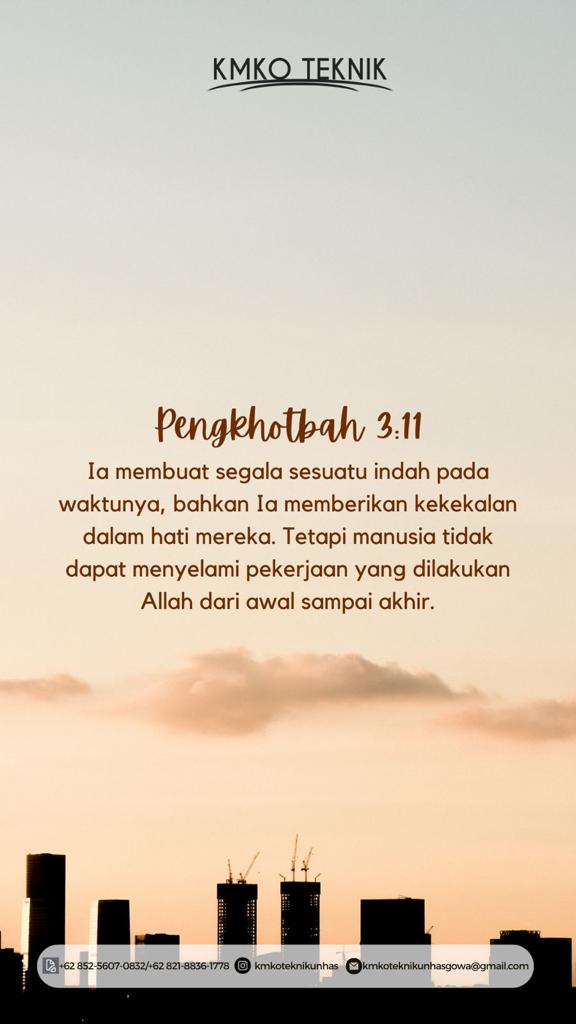 KMKO TEKNIK
Pengkhotbah 3:11
Ia membuat segala sesuatu indah pada
waktunya, bahkan Ia memberikan kekekalan
dalam hati mereka. Tetapi manusia tidak
dapat menyelami pekerjaan yang dilakukan
Allah dari awal sampai akhir.
+62 852-5607-0832/+62 821-8836-1778 kmkoteknikunhas kmkoteknikunhasgowa@gmail.com